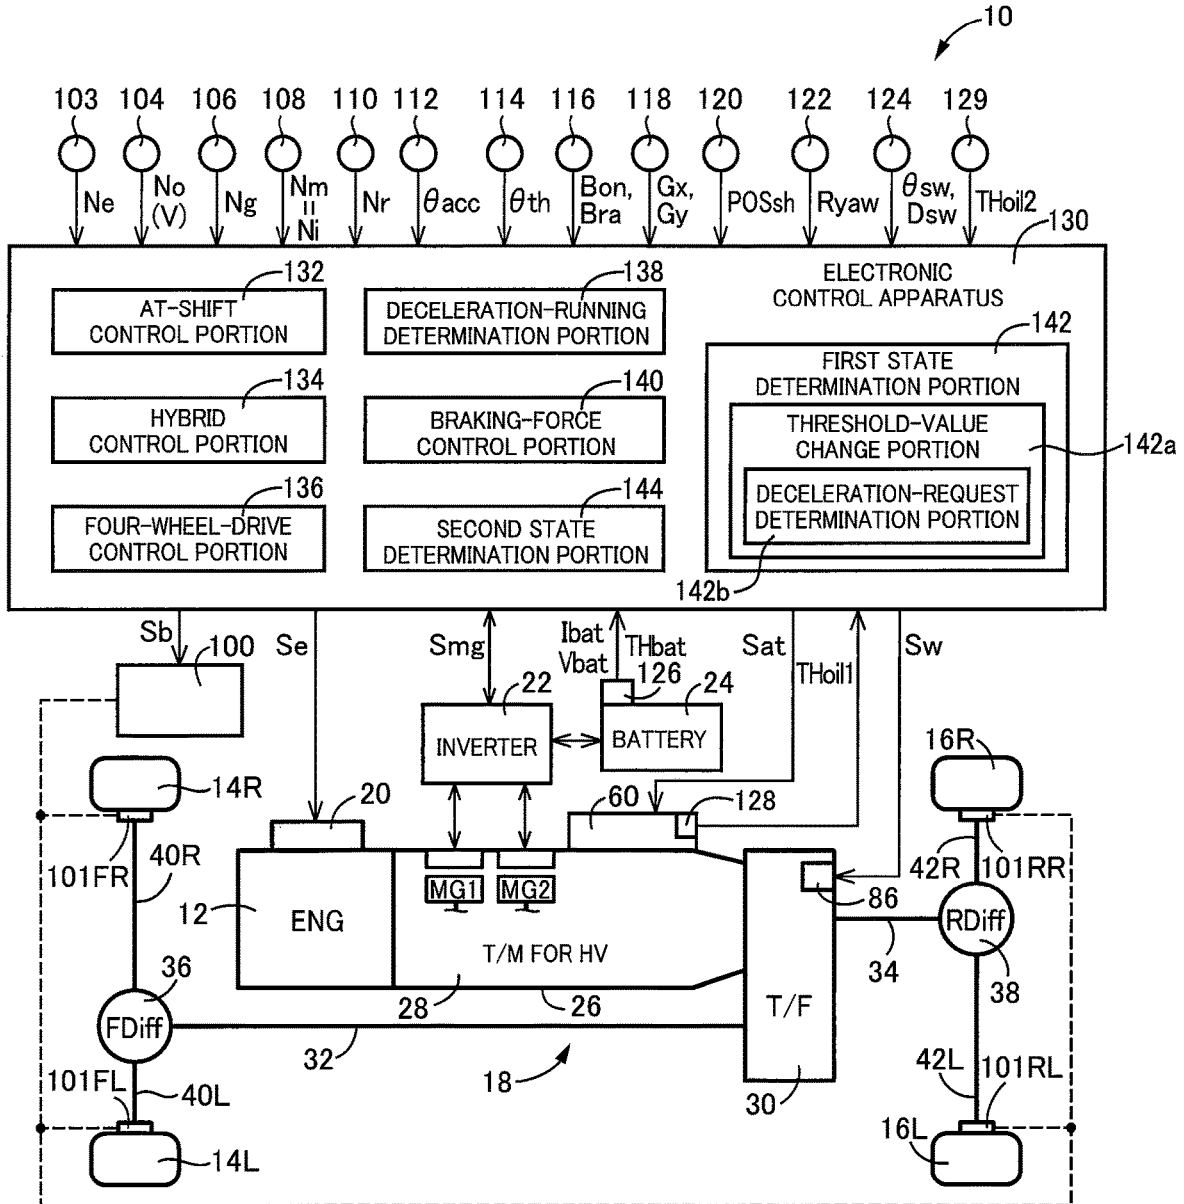 10
103 104 106 108 110 112 114 116 118 120 122 124 129
Ne
No
(V)
Ng
Nm
=
Ni
Nr
θacc
θth
Bon,
Bra
Gx,
Gy
POSsh
Ryaw
θsw,
Dsw
THoil2
130
ELECTRONIC
CONTROL APPARATUS
132
AT-SHIFT
CONTROL PORTION
138
DECELERATION-RUNNING
DETERMINATION PORTION
142
FIRST STATE
DETERMINATION PORTION
134
HYBRID
CONTROL PORTION
140
BRAKING-FORCE
CONTROL PORTION
THRESHOLD-VALUE
CHANGE PORTION
142a
136
FOUR-WHEEL-DRIVE
CONTROL PORTION
144
SECOND STATE
DETERMINATION PORTION
DECELERATION-REQUEST
DETERMINATION PORTION
142b
Sb
Se
Smg
Ibat
Vbat
THbat
Sat
THoil1
Sw
100
22
126
24
INVERTER
BATTERY
14R
16R
20
60
128
101FR
40R
42R
101RR
12
ENG
MG1
MG2
86
RDiff
T/M FOR HV
34
38
36
28
26
T/F
FDiff
32
18
30
101FL
40L
42L
101RL
14L
16L